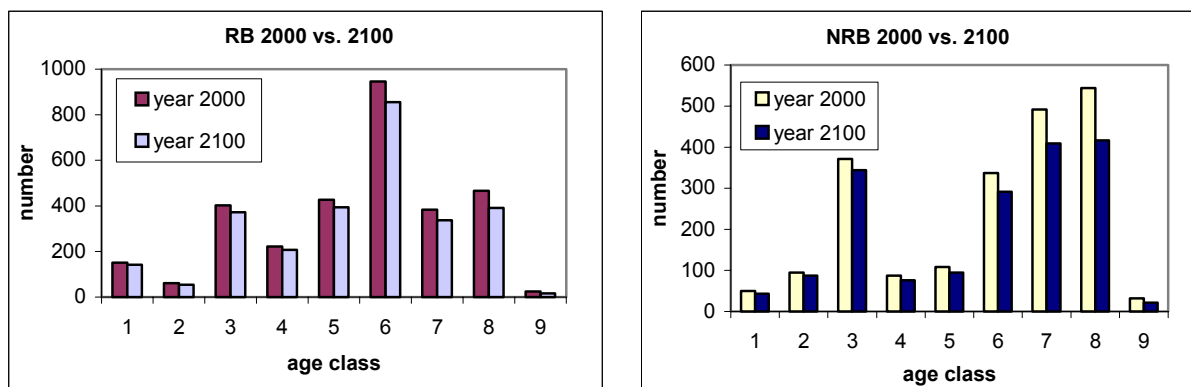 RB 2000 vs. 2100
1000
800
600
400
200
0
number
year 2000
year 2100
1 2 3 4 5 6 7 8 9
age class
NRB 2000 vs. 2100
600
500
400
300
200
100
0
number
year 2000
year 2100
1 2 3 4 5 6 7 8 9
age class